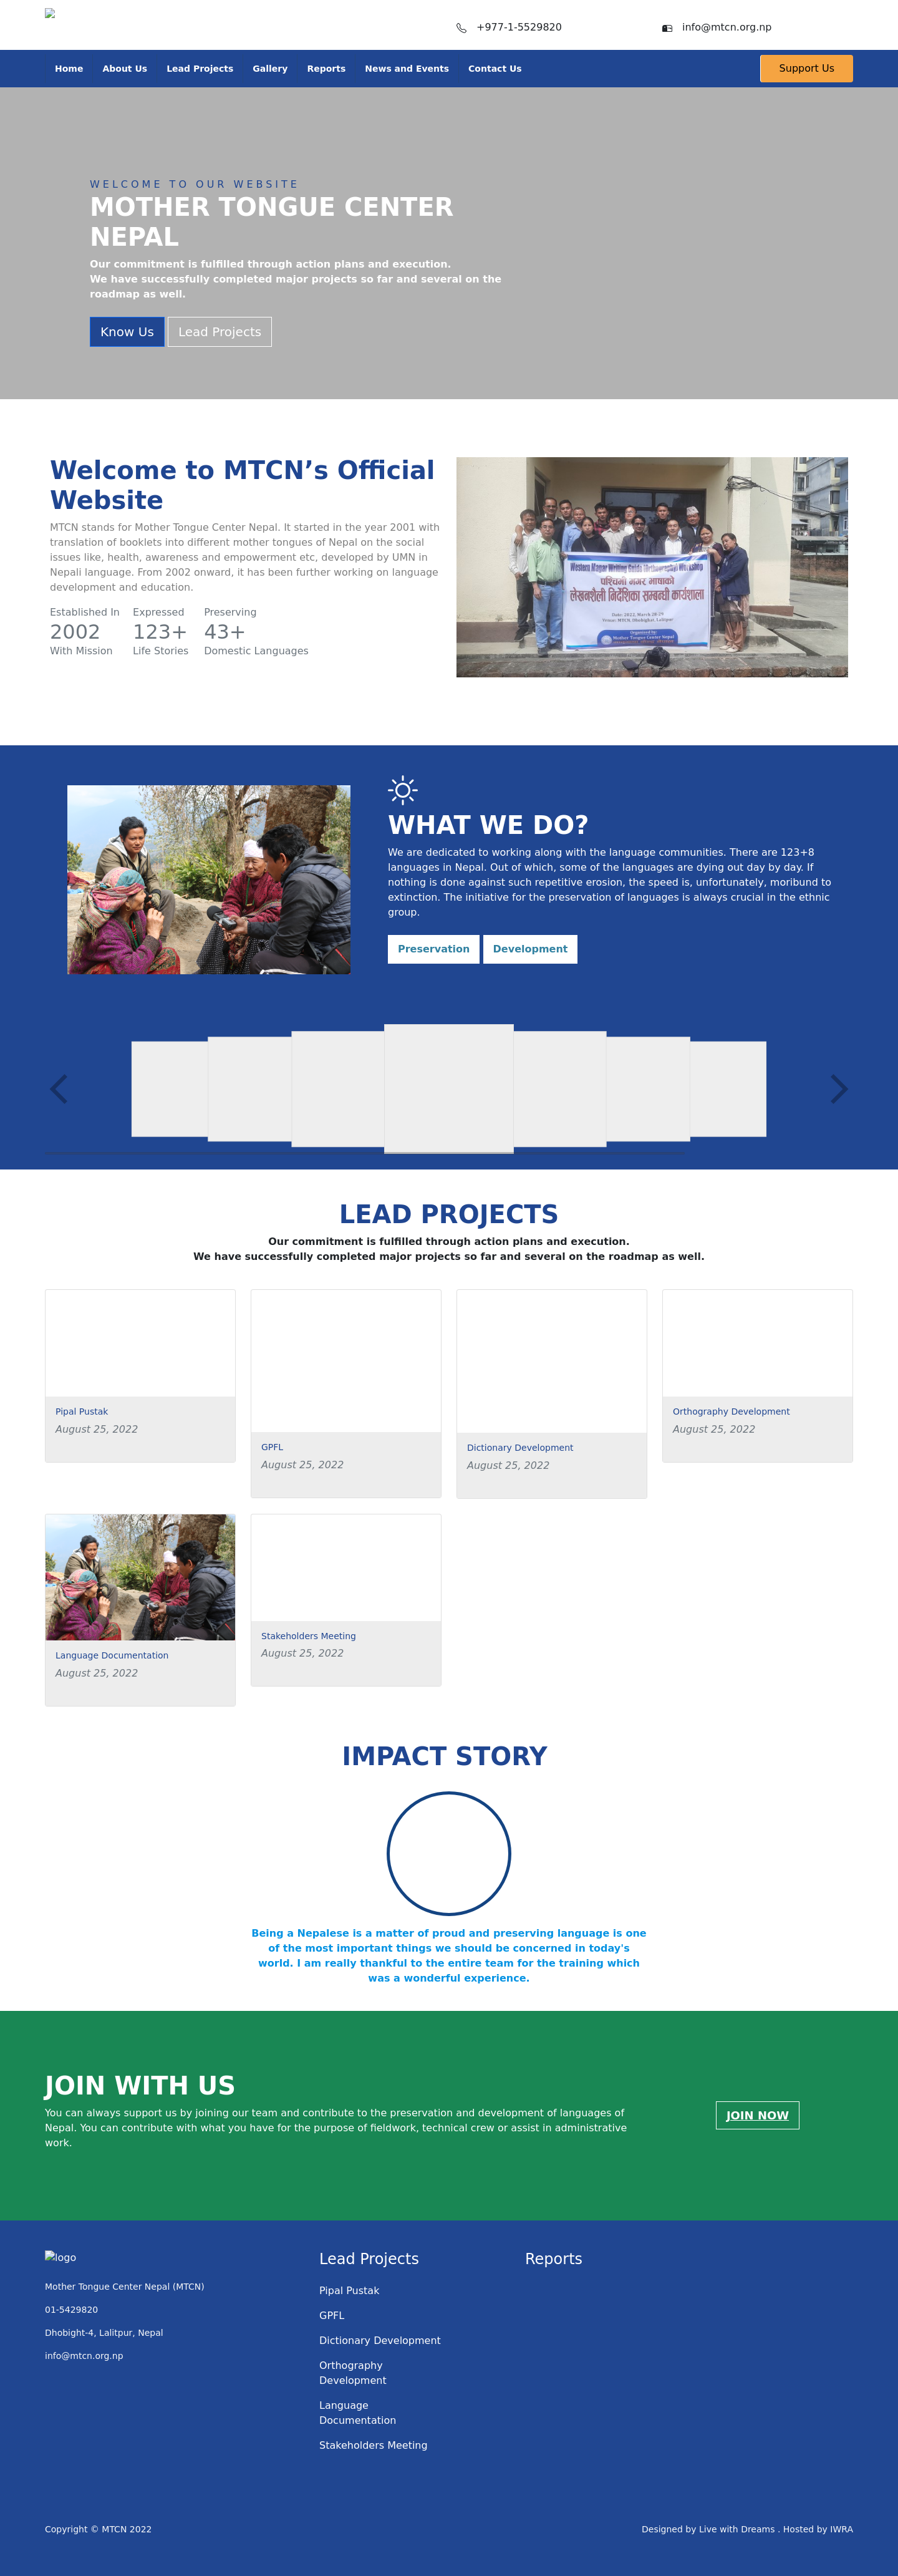 +977-1-5529820
info@mtcn.org.np
Home
About Us
Lead Projects
Gallery
Reports
News and Events
Contact Us
Support Us
WELCOME TO OUR WEBSITE
MOTHER TONGUE CENTER
NEPAL
Our commitment is fulfilled through action plans and execution.
We have successfully completed major projects so far and several on the
roadmap as well.
Know Us
Lead Projects
Welcome to MTCN’s Official
Website
MTCN stands for Mother Tongue Center Nepal. It started in the year 2001 with
translation of booklets into different mother tongues of Nepal on the social
issues like, health, awareness and empowerment etc, developed by UMN in
Nepali language. From 2002 onward, it has been further working on language
development and education.
Established In
2002
With Mission
Expressed
123+
Life Stories
Preserving
43+
Domestic Languages
Western Magar Writing Guide
पश्चिमी मगर भाषाको
लेखनशैली निर्देशिका सम्बन्धी कार्यशाला
Date: 2022, March 28-29
Venue: MTCN, Dhobighat, Lalitpur
Organized by:
Mother Tongue Center Nepal
WHAT WE DO?
We are dedicated to working along with the language communities. There are 123+8
languages in Nepal. Out of which, some of the languages are dying out day by day. If
nothing is done against such repetitive erosion, the speed is, unfortunately, moribund to
extinction. The initiative for the preservation of languages is always crucial in the ethnic
group.
Preservation
Development
LEAD PROJECTS
Our commitment is fulfilled through action plans and execution.
We have successfully completed major projects so far and several on the roadmap as well.
Pipal Pustak
August 25, 2022
GPFL
August 25, 2022
Dictionary Development
August 25, 2022
Orthography Development
August 25, 2022
Language Documentation
August 25, 2022
Stakeholders Meeting
August 25, 2022
IMPACT STORY
Being a Nepalese is a matter of proud and preserving language is one
of the most important things we should be concerned in today's
world. I am really thankful to the entire team for the training which
was a wonderful experience.
JOIN WITH US
You can always support us by joining our team and contribute to the preservation and development of languages of
Nepal. You can contribute with what you have for the purpose of fieldwork, technical crew or assist in administrative
work.
JOIN NOW
logo
Mother Tongue Center Nepal (MTCN)
01-5429820
Dhobight-4, Lalitpur, Nepal
info@mtcn.org.np
Lead Projects
Pipal Pustak
GPFL
Dictionary Development
Orthography
Development
Language
Documentation
Stakeholders Meeting
Reports
Copyright © MTCN 2022
Designed by Live with Dreams . Hosted by IWRA